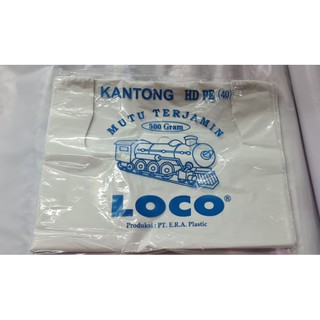 KANTONG HD PE (40)
MUTU TERJAMIN
500 Gram
LOCO®
Produksi : PT. E.R.A. Plastic